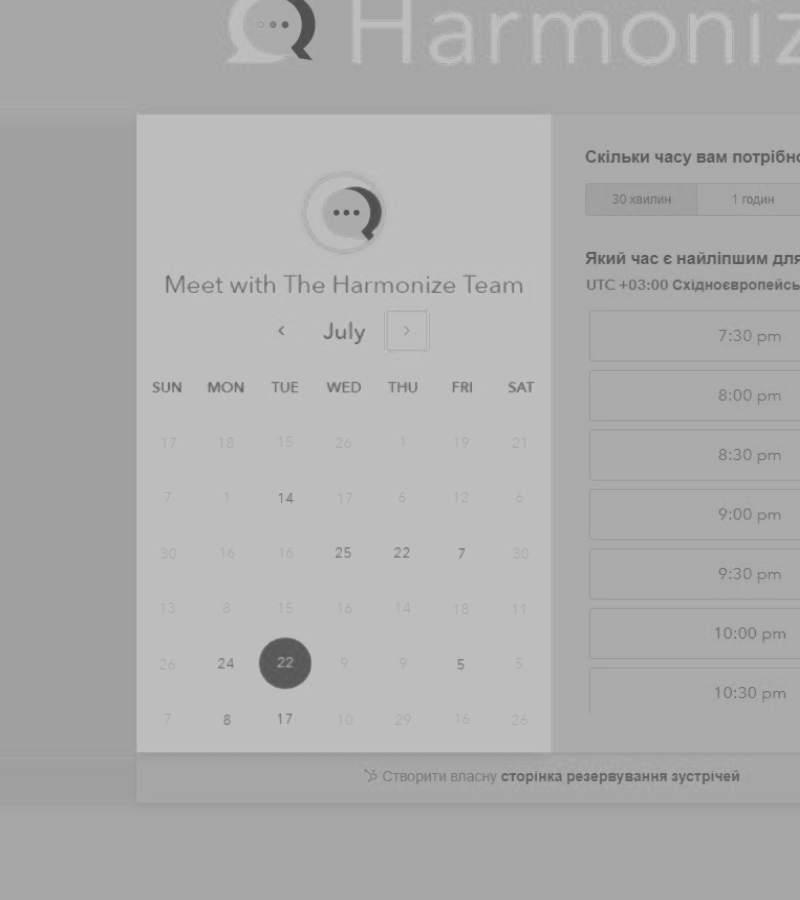 Harmoniz
Meet with The Harmonize Team
July
SUN MON TUE WED THU FRI SAT
17 18 15 26 1 19 21
7 1 14 17 6 12 6
30 16 16 25 22 7 30
13 8 15 16 14 18 11
26 24 22 9 9 5 5
7 8 17 10 29 16 26
Скільки часу вам потрібно
30 хвилин 1 годин
Який час є найліпшим для
UTC +03:00 Східноєвропейсь
7:30 pm
8:00 pm
8:30 pm
9:00 pm
9:30 pm
10:00 pm
10:30 pm
Створити власну сторінка резервування зустрічей